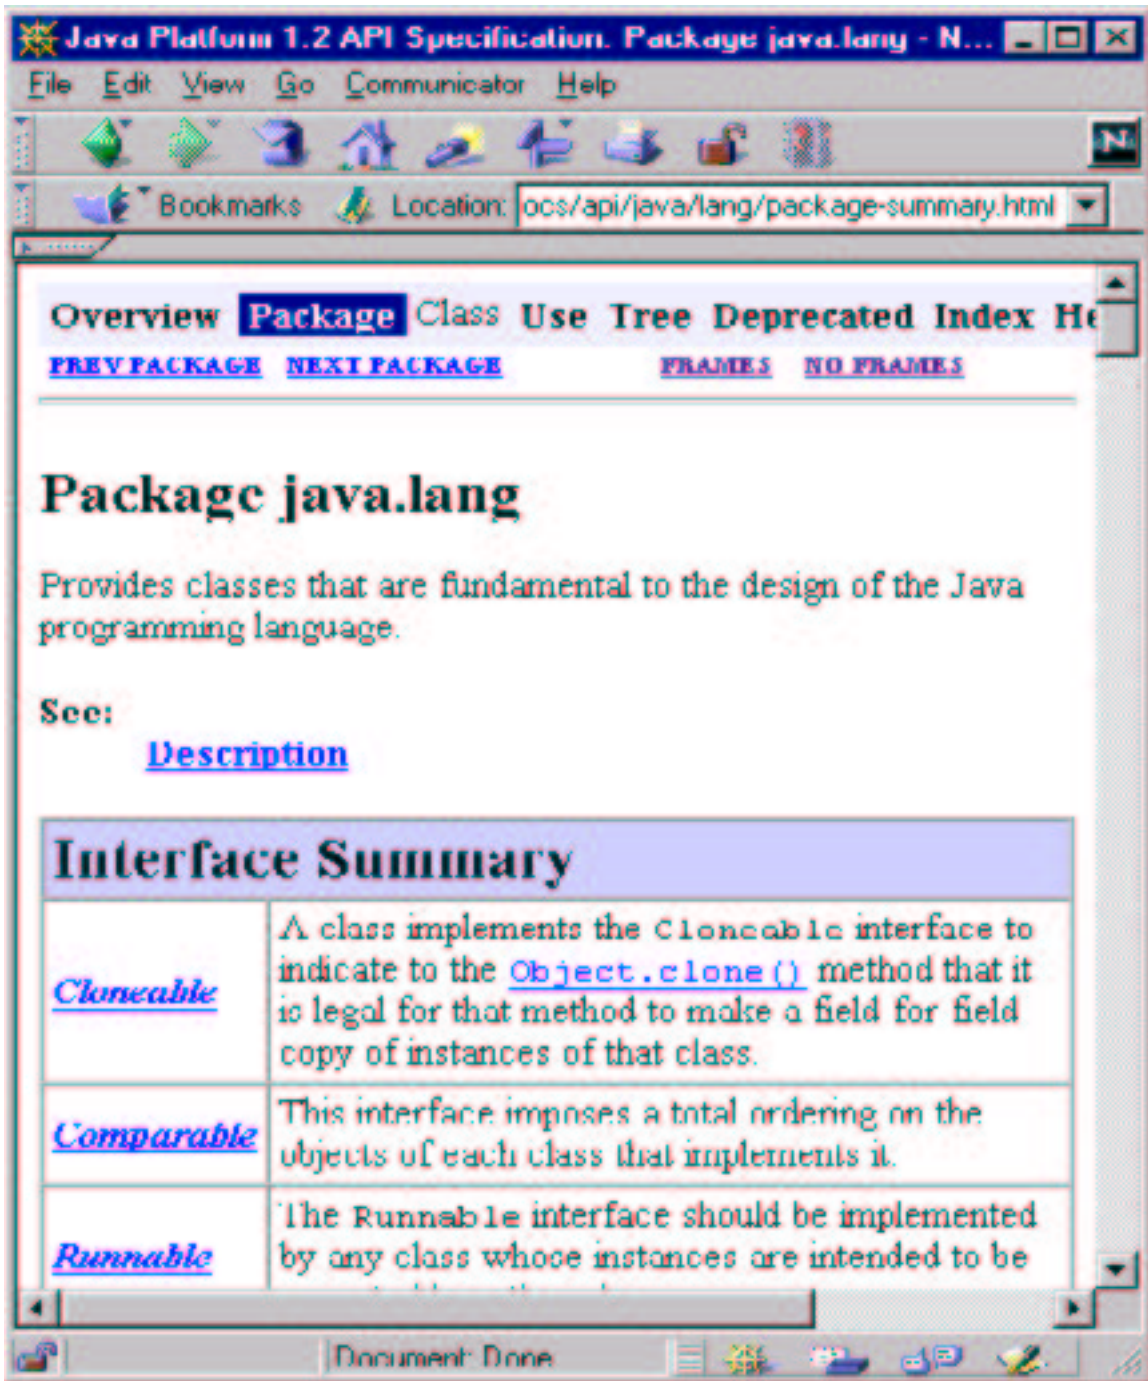 Java Platform 1.2 API Specification. Package java.lang - N...
File Edit View Go Communicator Help
Bookmarks Location: ocs/api/java/lang/package-summary.html
Overview Package Class Use Tree Deprecated Index He
PREV PACKAGE NEXT PACKAGE FRAMES NO FRAMES
Package java.lang
Provides classes that are fundamental to the design of the Java
programming language.
See:
Description
Interface Summary
Cloneable
A class implements the Cloneable interface to
indicate to the Object.clone() method that it
is legal for that method to make a field for field
copy of instances of that class.
Comparable
This interface imposes a total ordering on the
objects of each class that implements it.
Runnable
The Runnable interface should be implemented
by any class whose instances are intended to be
Document: Done